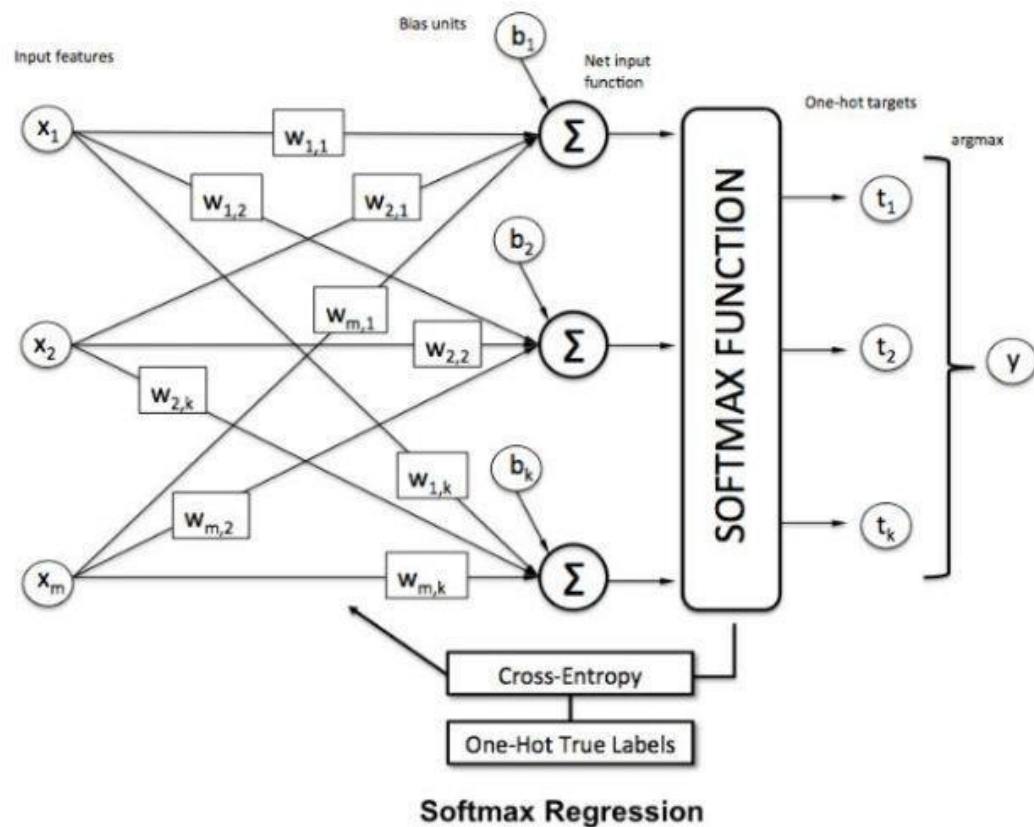 Bias units
b1
Input features
Net input
function
One-hot targets
x1
w1,1
Σ
argmax
w1,2
w2,1
t1
SOFTMAX FUNCTION
b2
wm,1
x2
w2,2
Σ
t2
y
w2,k
bk
w1,k
wm,2
tk
xm
wm,k
Σ
Cross-Entropy
One-Hot True Labels
Softmax Regression